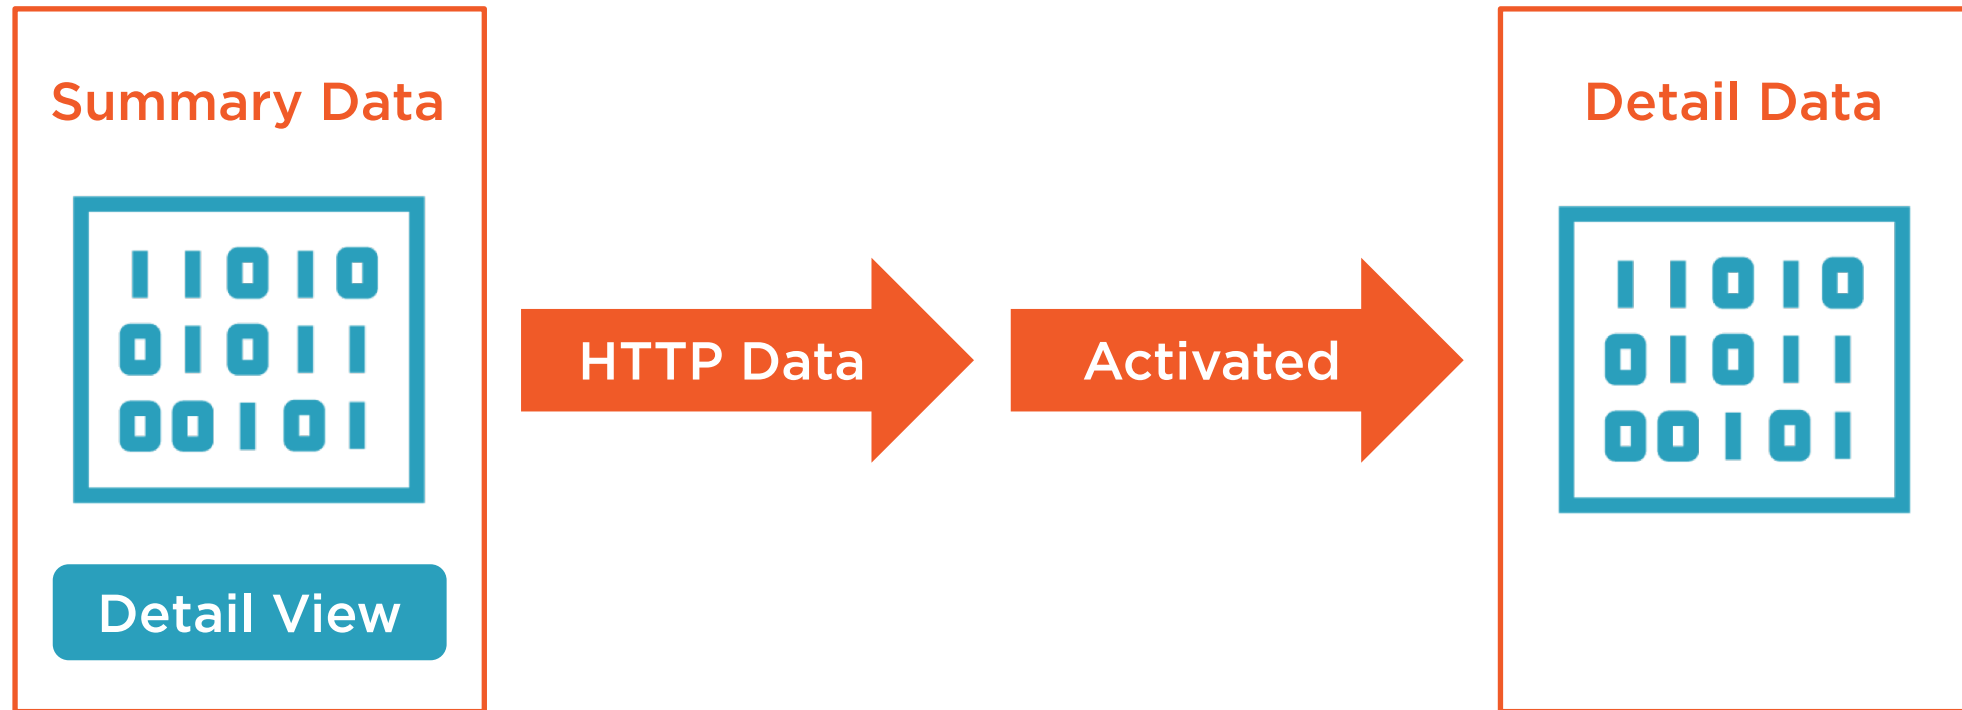 Summary Data
11010
01011
00101
Detail View
HTTP Data
Activated
Detail Data
11010
01011
00101